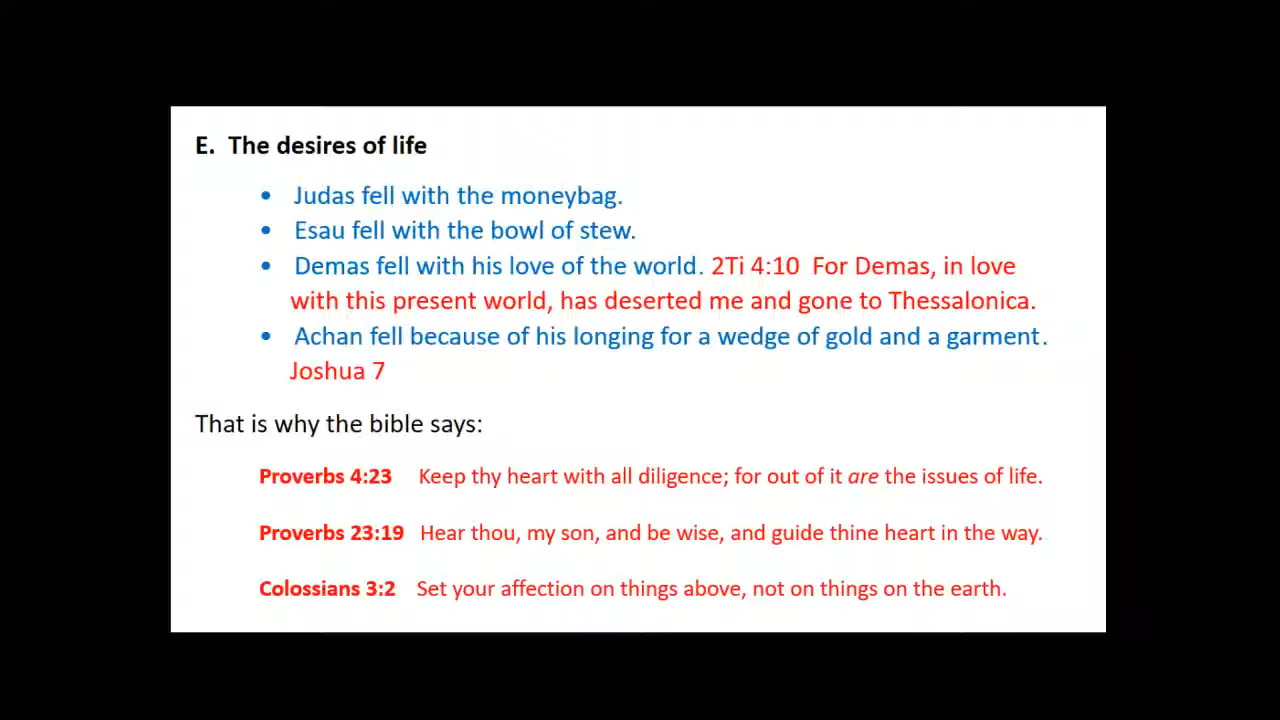 E. The desires of life
• Judas fell with the moneybag.
• Esau fell with the bowl of stew.
• Demas fell with his love of the world. 2Ti 4:10 For Demas, in love
with this present world, has deserted me and gone to Thessalonica.
• Achan fell because of his longing for a wedge of gold and a garment.
Joshua 7
That is why the bible says:
Proverbs 4:23 Keep thy heart with all diligence; for out of it are the issues of life.
Proverbs 23:19 Hear thou, my son, and be wise, and guide thine heart in the way.
Colossians 3:2 Set your affection on things above, not on things on the earth.